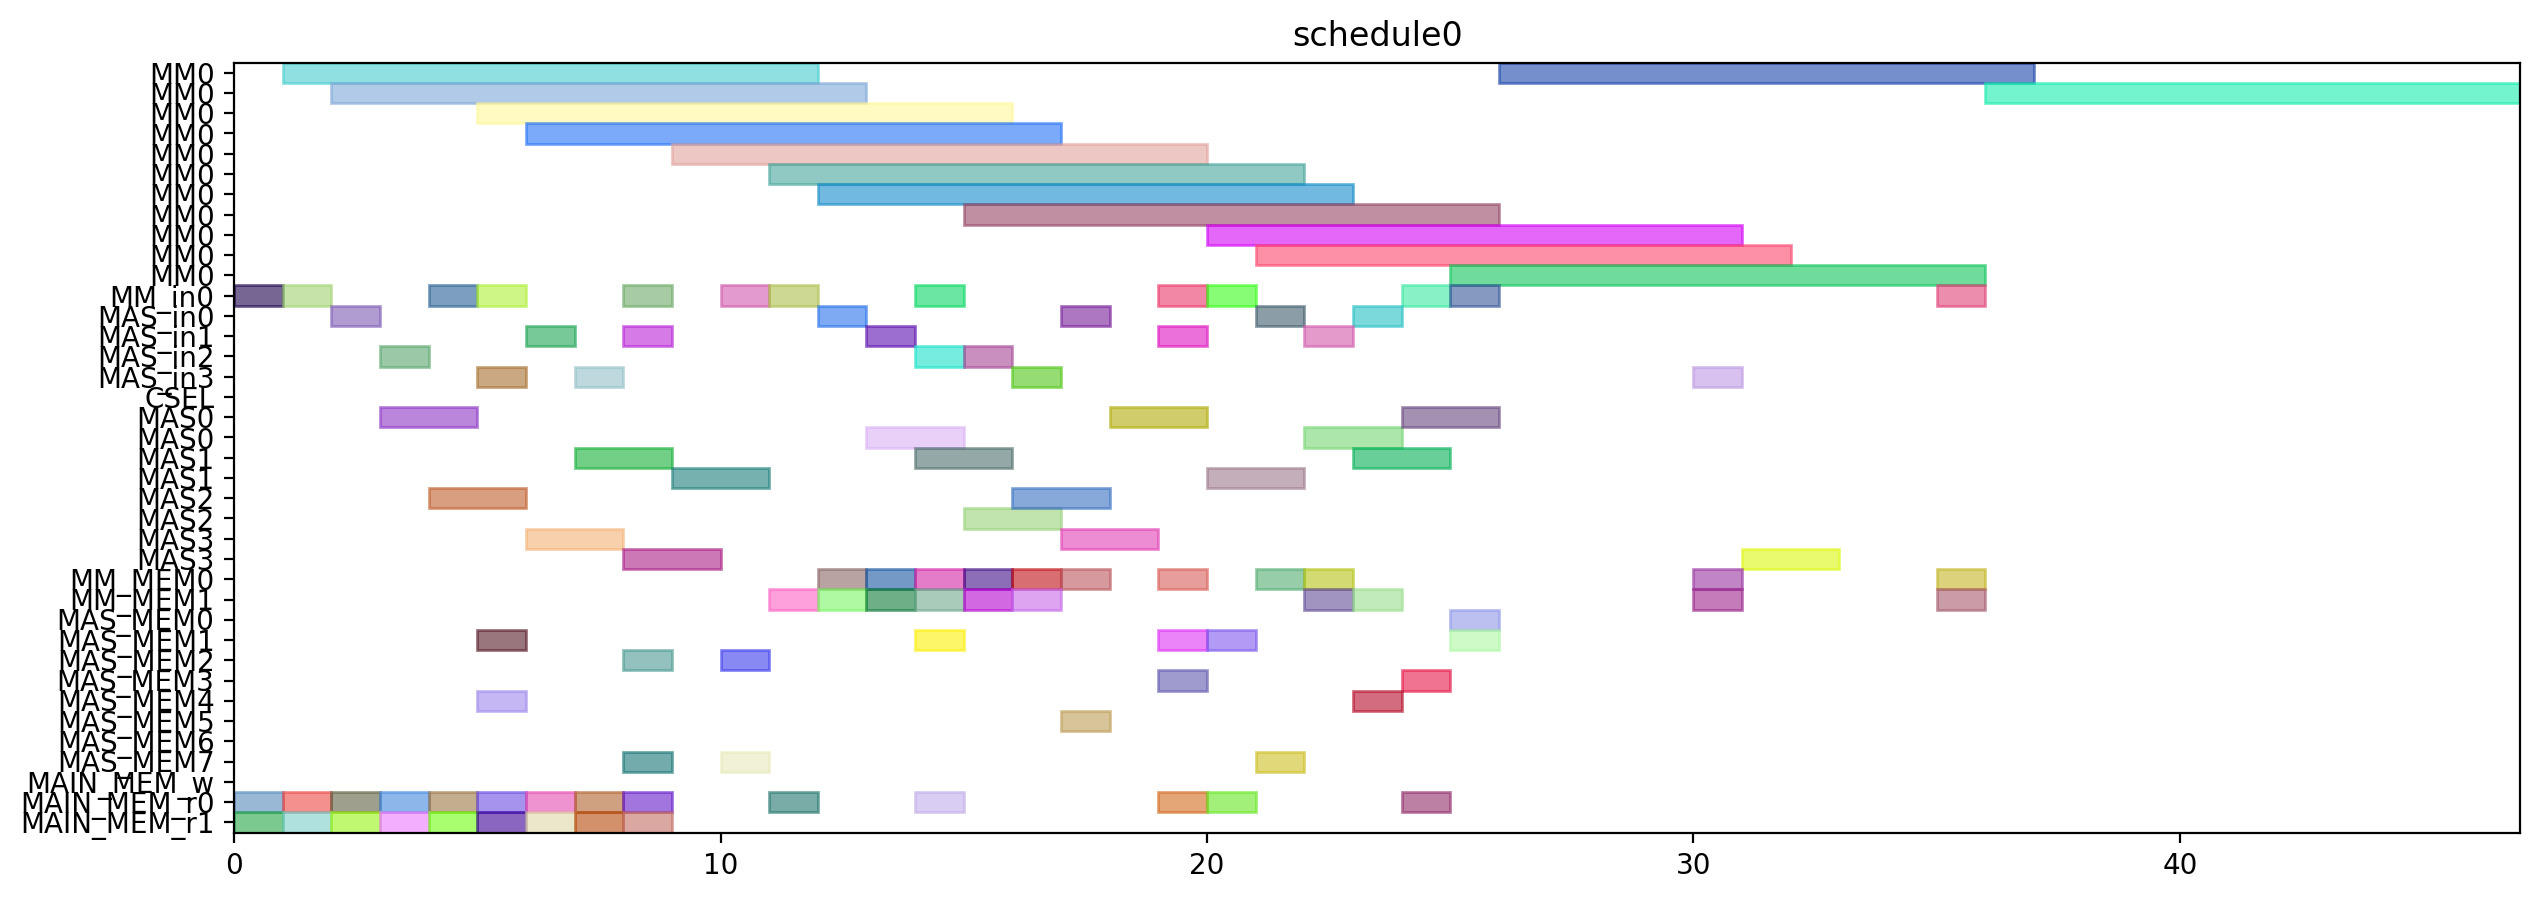 schedule0
MM0
MM0
MM0
MM0
MM0
MM0
MM0
MM0
MM0
MM0
MM0
MM_in0
MAS_in0
MAS_in1
MAS_in2
MAS_in3
CSEL
MAS0
MAS0
MAS1
MAS1
MAS2
MAS2
MAS3
MAS3
MM_MEM0
MM_MEM1
MAS_MEM0
MAS_MEM1
MAS_MEM2
MAS_MEM3
MAS_MEM4
MAS_MEM5
MAS_MEM6
MAS_MEM7
MAIN_MEM_w
MAIN_MEM_r0
MAIN_MEM_r1
0 10 20 30 40